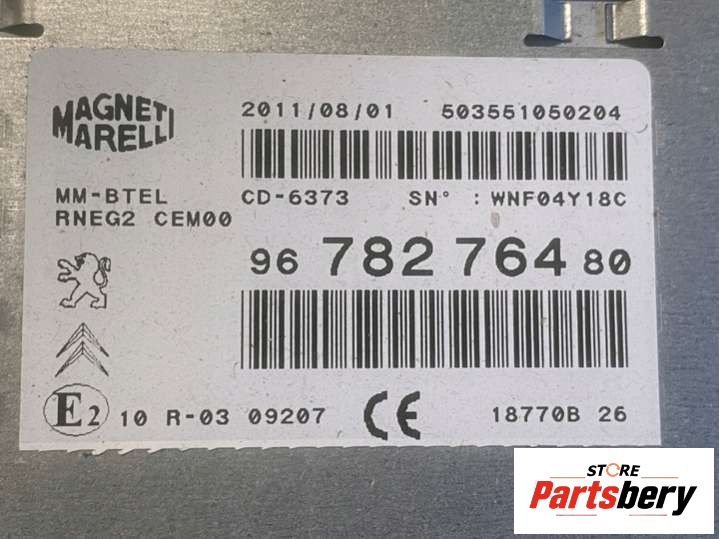 MAGNETI
MARELLI
2011/08/01 503551050204
MM-BTEL CD-6373 SN° : WNF04Y18C
RNEG2 CEM00
96 782 764 80
E2 10 R-03 09207 CE 18770B 26
STORE
Partsbery